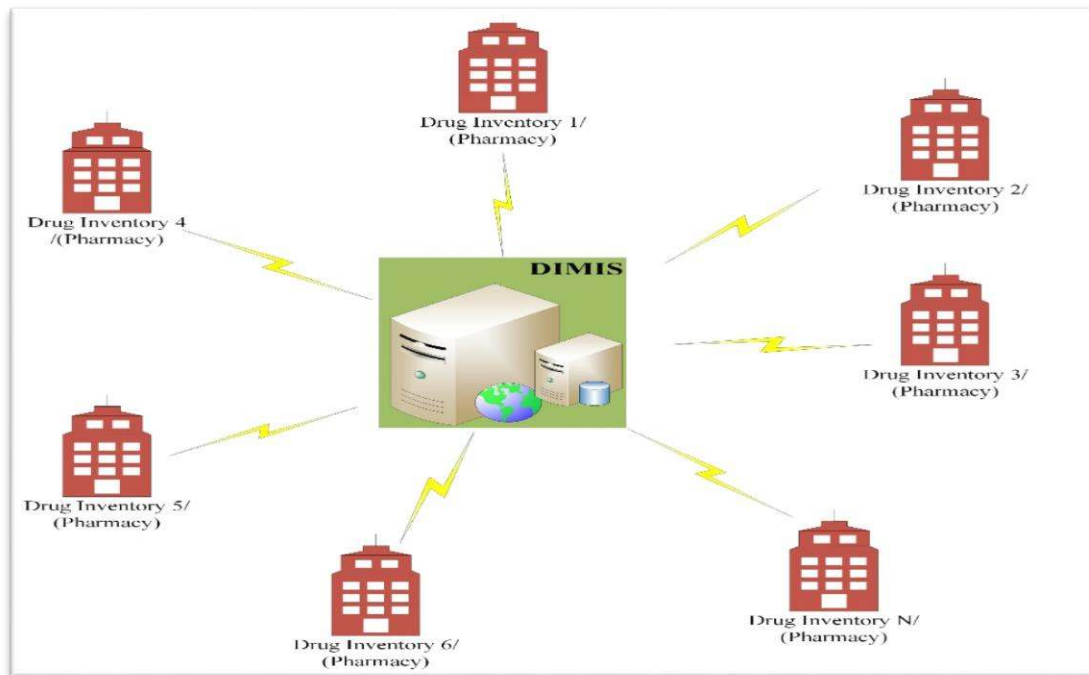 Drug Inventory 1/
(Pharmacy)
Drug Inventory 2/
(Pharmacy)
Drug Inventory 4
/(Pharmacy)
DIMIS
Drug Inventory 3/
(Pharmacy)
Drug Inventory 5/
(Pharmacy)
Drug Inventory 6/
(Pharmacy)
Drug Inventory N/
(Pharmacy)